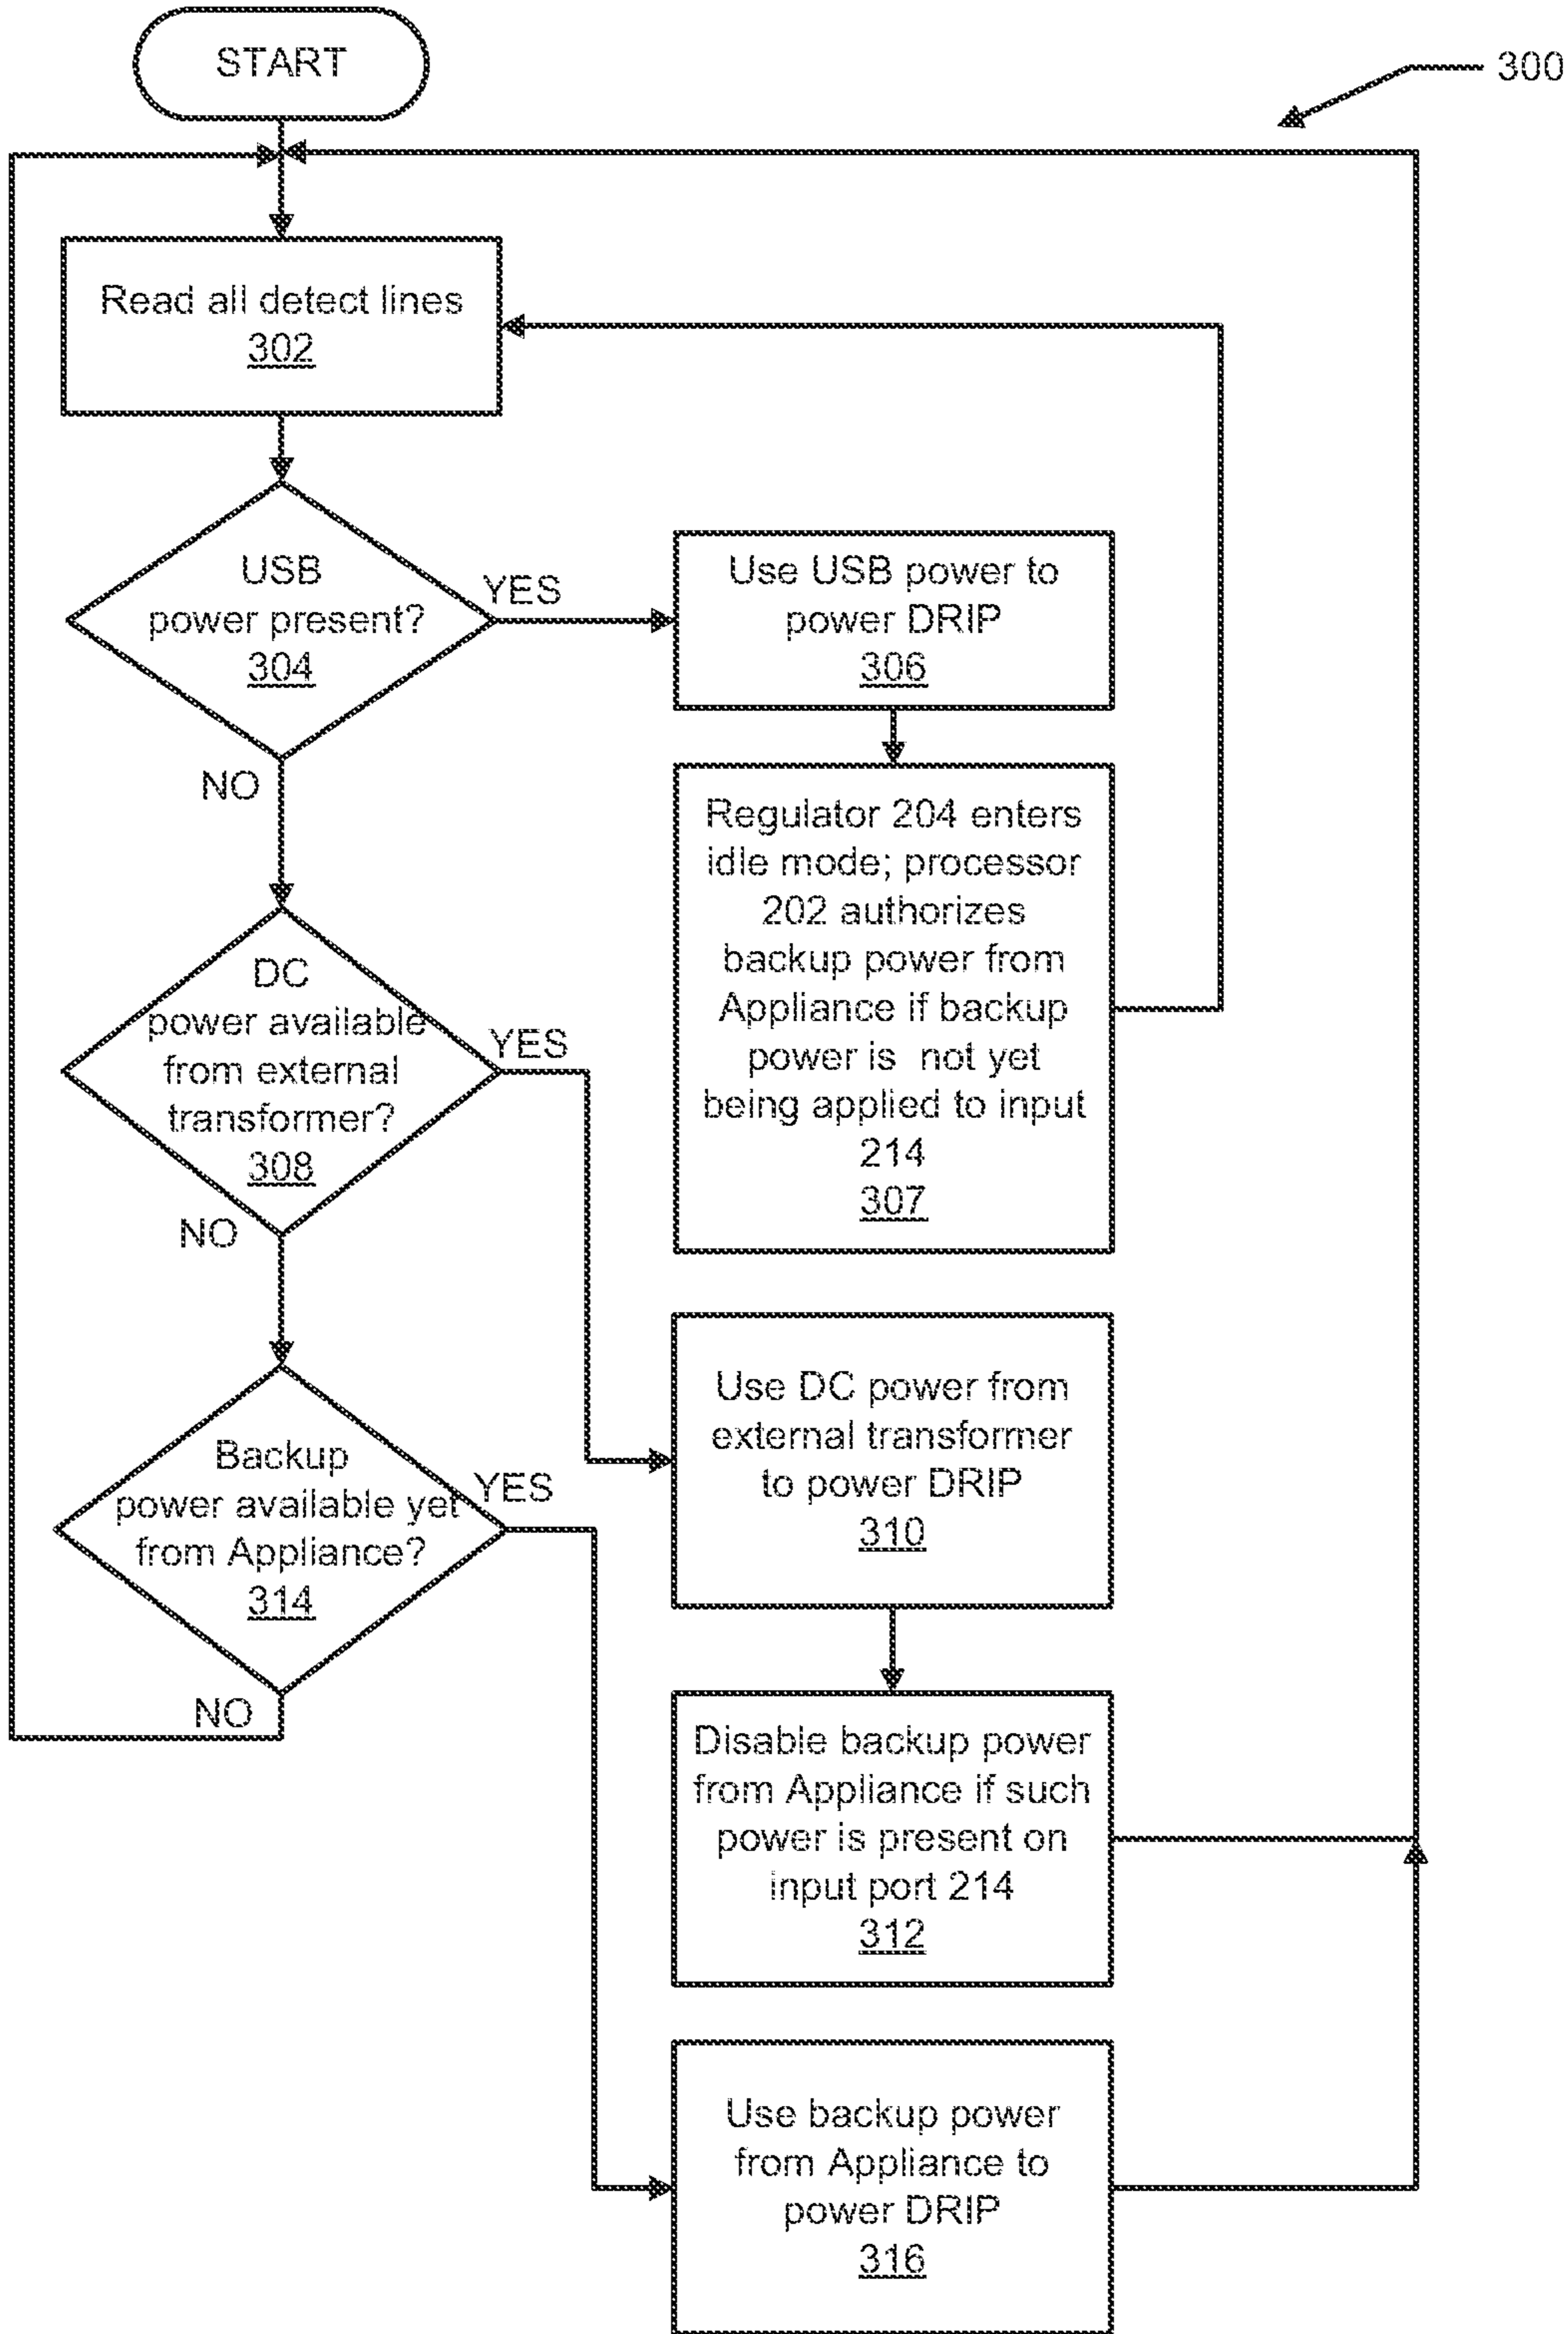 START
300
Read all detect lines
302
USB
power present?
304
YES
NO
Use USB power to
power DRIP
306
Regulator 204 enters
idle mode; processor
202 authorizes
backup power from
Appliance if backup
power is not yet
being applied to input
214
307
DC
power available
from external
transformer?
308
YES
NO
Use DC power from
external transformer
to power DRIP
310
Backup
power available yet
from Appliance?
314
YES
NO
Disable backup power
from Appliance if such
power is present on
input port 214
312
Use backup power
from Appliance to
power DRIP
316